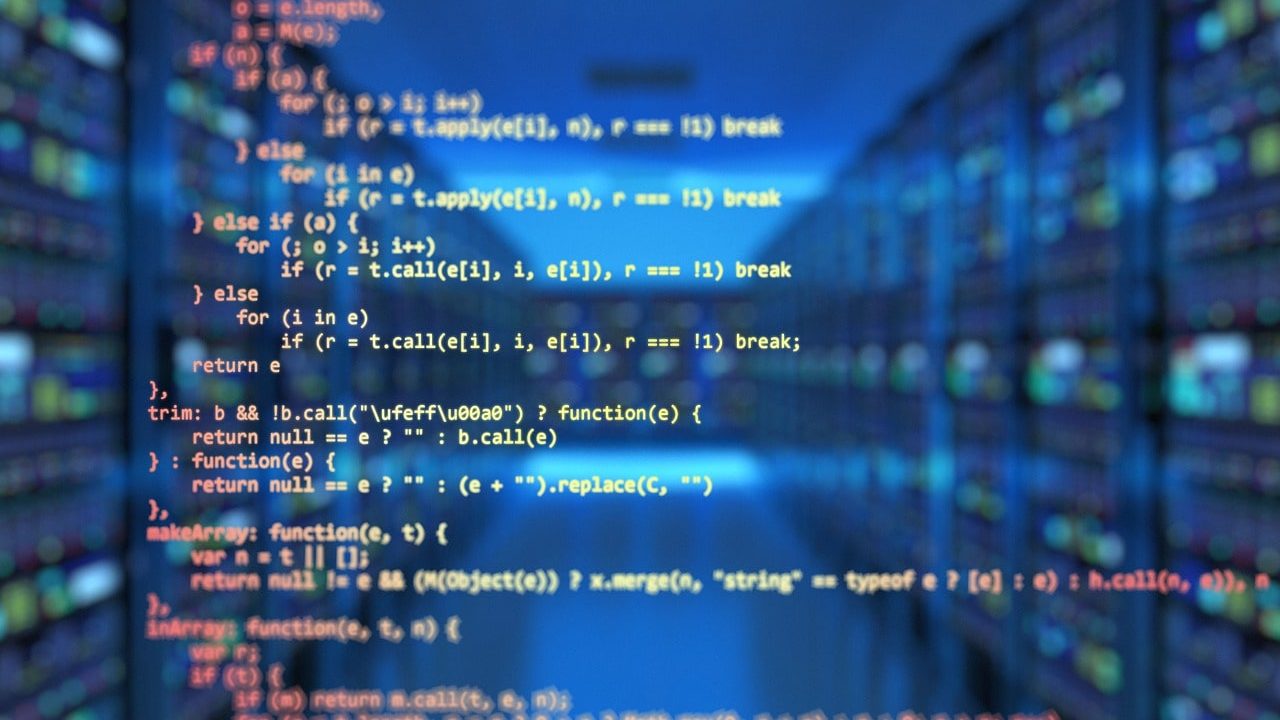 o = e.length,
a = M(e);
if (n) {
if (a) {
for (; o > i; i++)
if (r = t.apply(e[i], n), r === !1) break
} else
for (i in e)
if (r = t.apply(e[i], n), r === !1) break
} else if (a) {
for (; o > i; i++)
if (r = t.call(e[i], i, e[i]), r === !1) break
} else
for (i in e)
if (r = t.call(e[i], i, e[i]), r === !1) break;
return e
},
trim: b && !b.call("\ufeff\u00a0") ? function(e) {
return null == e ? "" : b.call(e)
} : function(e) {
return null == e ? "" : (e + "").replace(C, "")
},
makeArray: function(e, t) {
var n = t || [];
return null != e && (M(Object(e)) ? x.merge(n, "string" == typeof e ? [e] : e) : h.call(n, e)), n
},
inArray: function(e, t, n) {
var r;
if (t) {
if (m) return m.call(t, e, n);